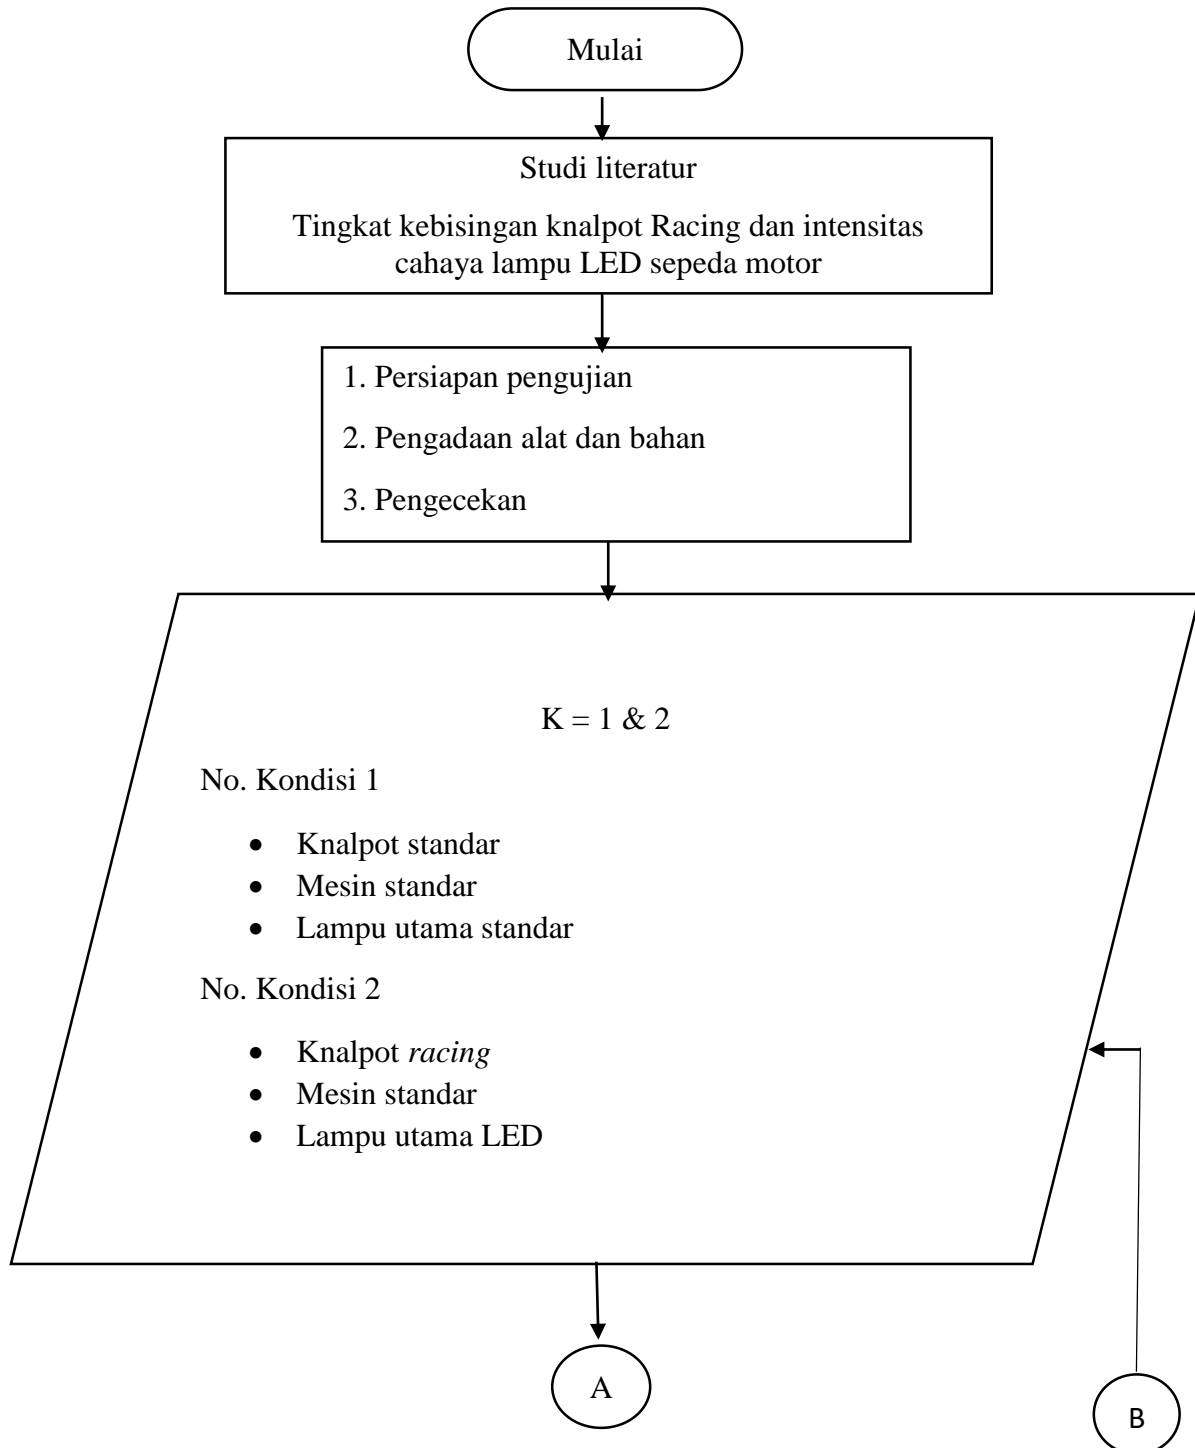 Mulai
Studi literatur
Tingkat kebisingan knalpot Racing dan intensitas
cahaya lampu LED sepeda motor
1. Persiapan pengujian
2. Pengadaan alat dan bahan
3. Pengecekan
K = 1 & 2
No. Kondisi 1
• Knalpot standar
• Mesin standar
• Lampu utama standar
No. Kondisi 2
• Knalpot racing
• Mesin standar
• Lampu utama LED
A
B